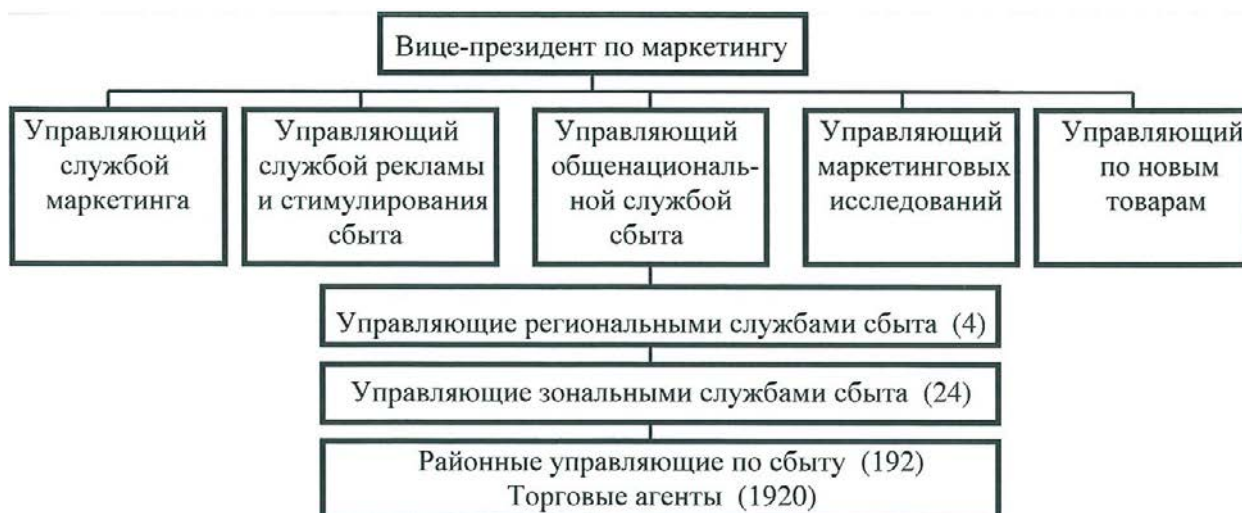 Вице-президент по маркетингу
Управляющий
службой
маркетинга
Управляющий
службой рекламы
и стимулирования
сбыта
Управляющий
общенациональ-
ной службой
сбыта
Управляющий
маркетинговых
исследований
Управляющий
по новым
товарам
Управляющие региональными службами сбыта (4)
Управляющие зональными службами сбыта (24)
Районные управляющие по сбыту (192)
Торговые агенты (1920)